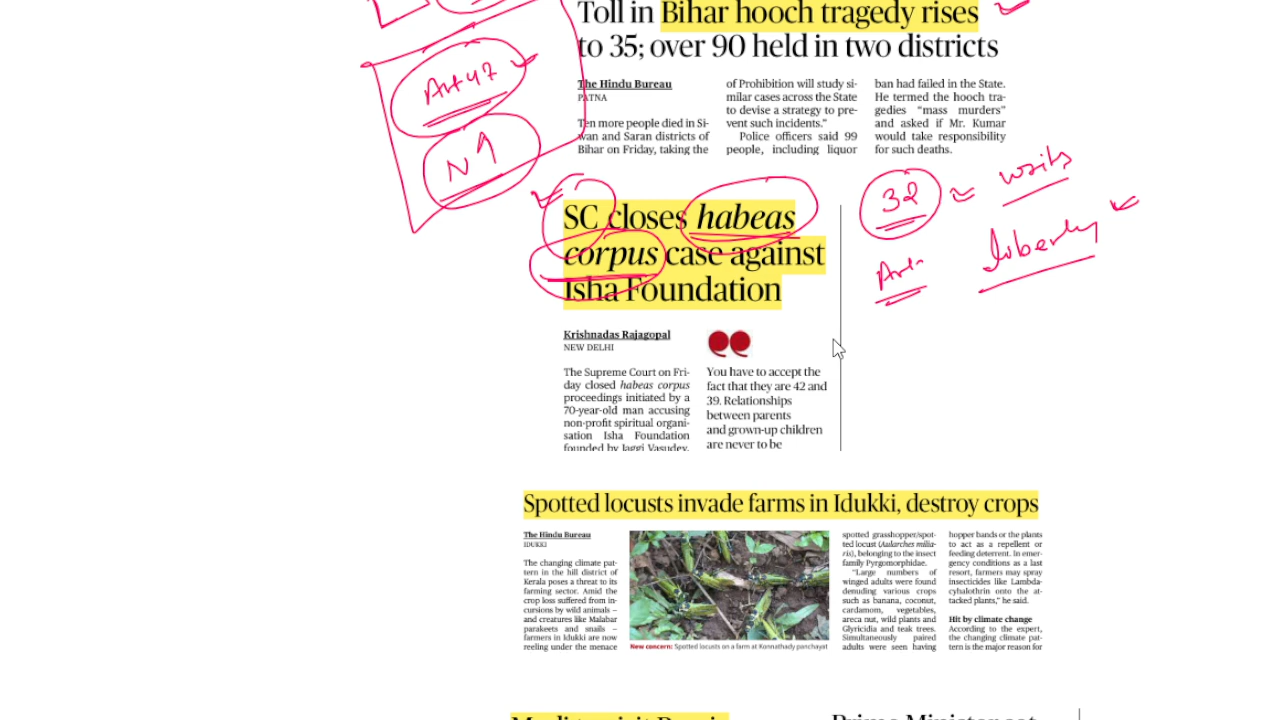 Toll in Bihar hooch tragedy rises
to 35; over 90 held in two districts
The Hindu Bureau
PATNA
Ten more people died in Si-
wan and Saran districts of
Bihar on Friday, taking the
of Prohibition will study si-
milar cases across the State
to devise a strategy to pre-
vent such incidents.”
Police officers said 99
people, including liquor
ban had failed in the State.
He termed the hooch tra-
gedies “mass murders”
and asked if Mr. Kumar
would take responsibility
for such deaths.
Art 47
SC closes habeas
corpus case against
Isha Foundation
32
writs
Art-
liberty
Krishnadas Rajagopal
NEW DELHI
The Supreme Court on Fri-
day closed habeas corpus
proceedings initiated by a
70-year-old man accusing
non-profit spiritual organi-
sation Isha Foundation
founded by Jaggi Vasudev,
You have to accept the
fact that they are 42 and
39. Relationships
between parents
and grown-up children
are never to be
Spotted locusts invade farms in Idukki, destroy crops
The Hindu Bureau
IDUKKI
The changing climate pat-
tern in the hill district of
Kerala poses a threat to its
farming sector. Amid the
crop loss suffered from in-
cursions by wild animals –
and creatures like Malabar
parakeets and snails –
farmers in Idukki are now
reeling under the menace
New concern: Spotted locusts on a farm at Konnathady panchayat
spotted grasshopper/spot-
ted locust (Aularches milia-
ris), belonging to the insect
family Pyrgomorphidae.
“Large numbers of
winged adults were found
denuding various crops
such as banana, coconut,
cardamom, vegetables,
areca nut, wild plants and
Glyricidia and teak trees.
Simultaneously paired
adults were seen having
hopper bands or the plants
to act as a repellent or
feeding deterrent. In emer-
gency conditions as a last
resort, farmers may spray
insecticides like Lambda-
cyhalothrin onto the at-
tacked plants,” he said.
Hit by climate change
According to the expert,
the changing climate pat-
tern is the major reason for